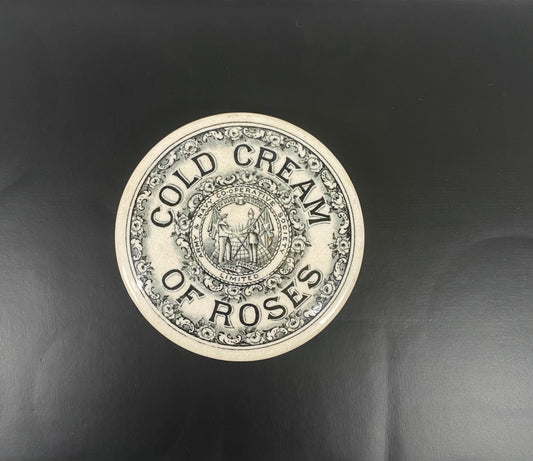 COLD CREAM
CO-OPERATIVE SOCIETY
LIMITED
OF ROSES